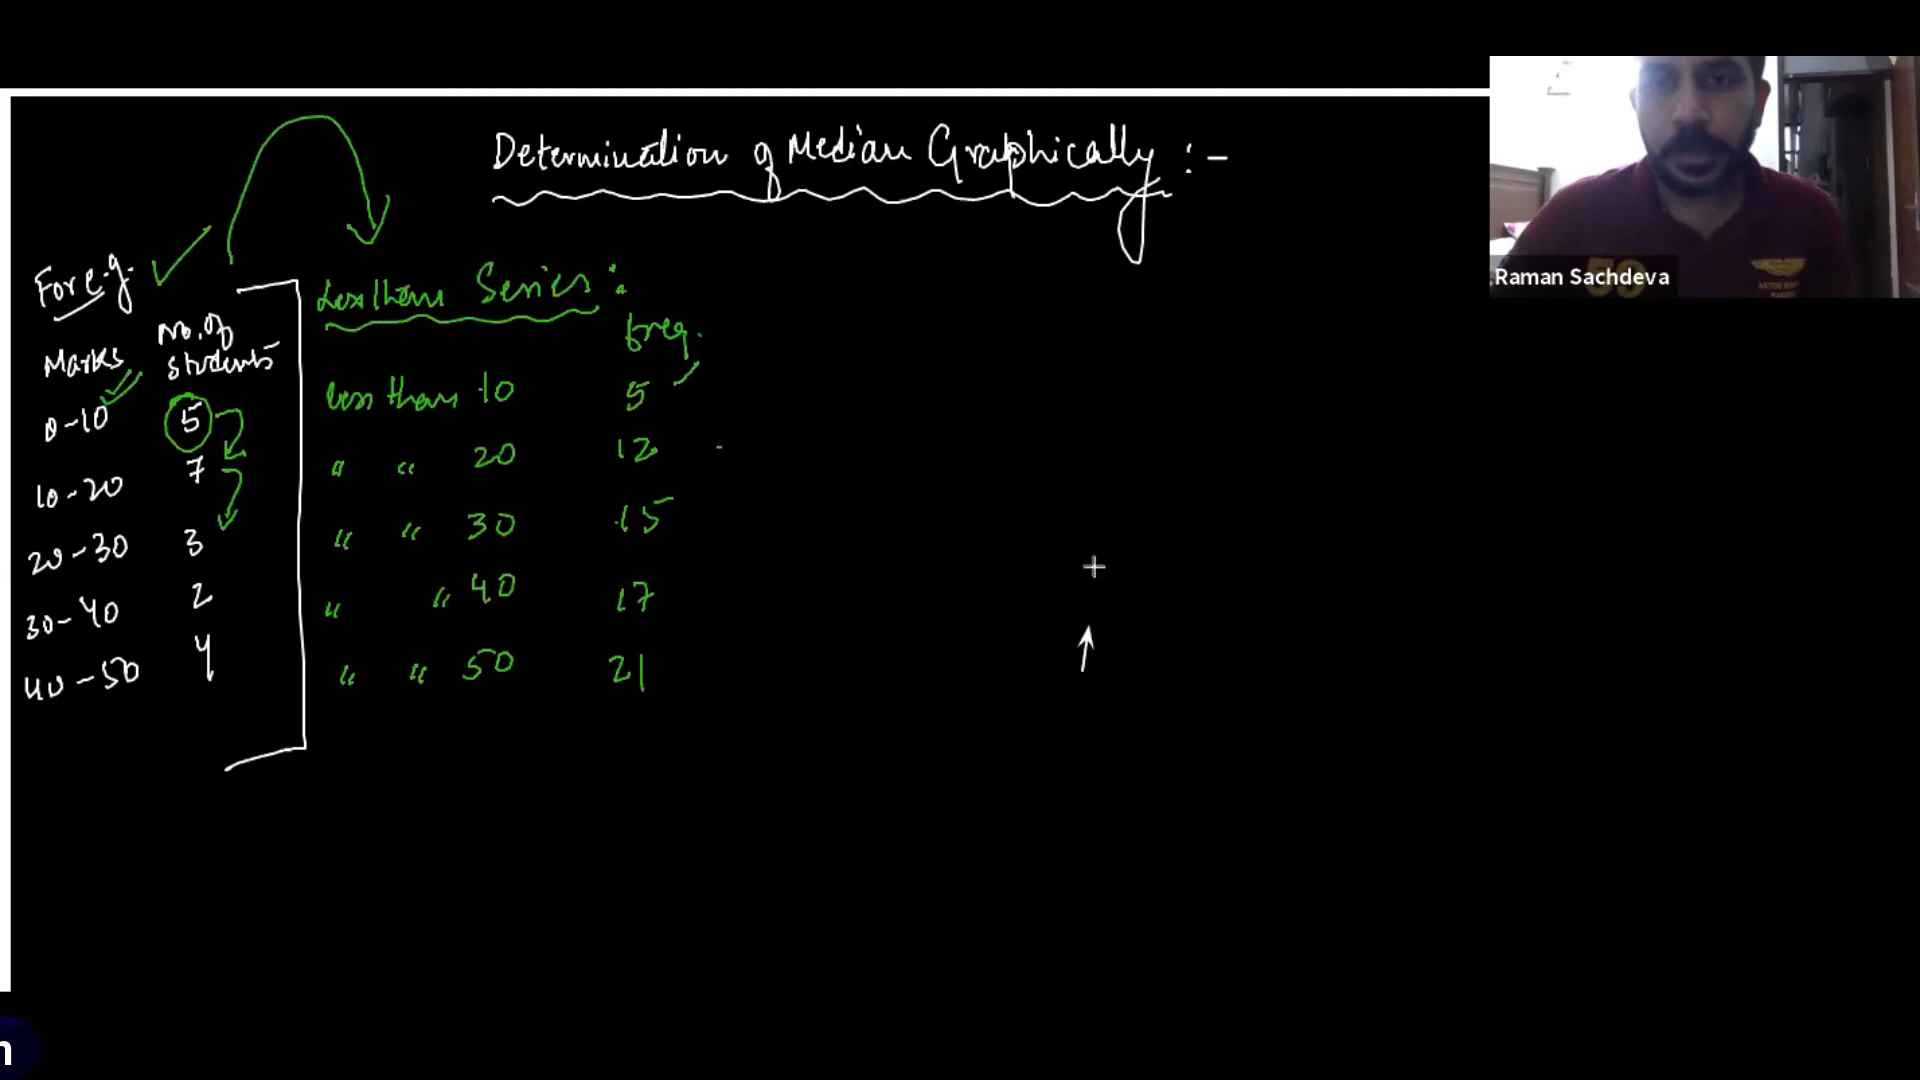 Determination of Median Graphically :-
For e.g.
Marks No. of students
0-10 5
10-20 7
20-30 3
30-40 2
40-50 4
Less than Series :
freq.
less than 10 5
" " 20 12
" " 30 15
" " 40 17
" " 50 21
Raman Sachdeva
59
n